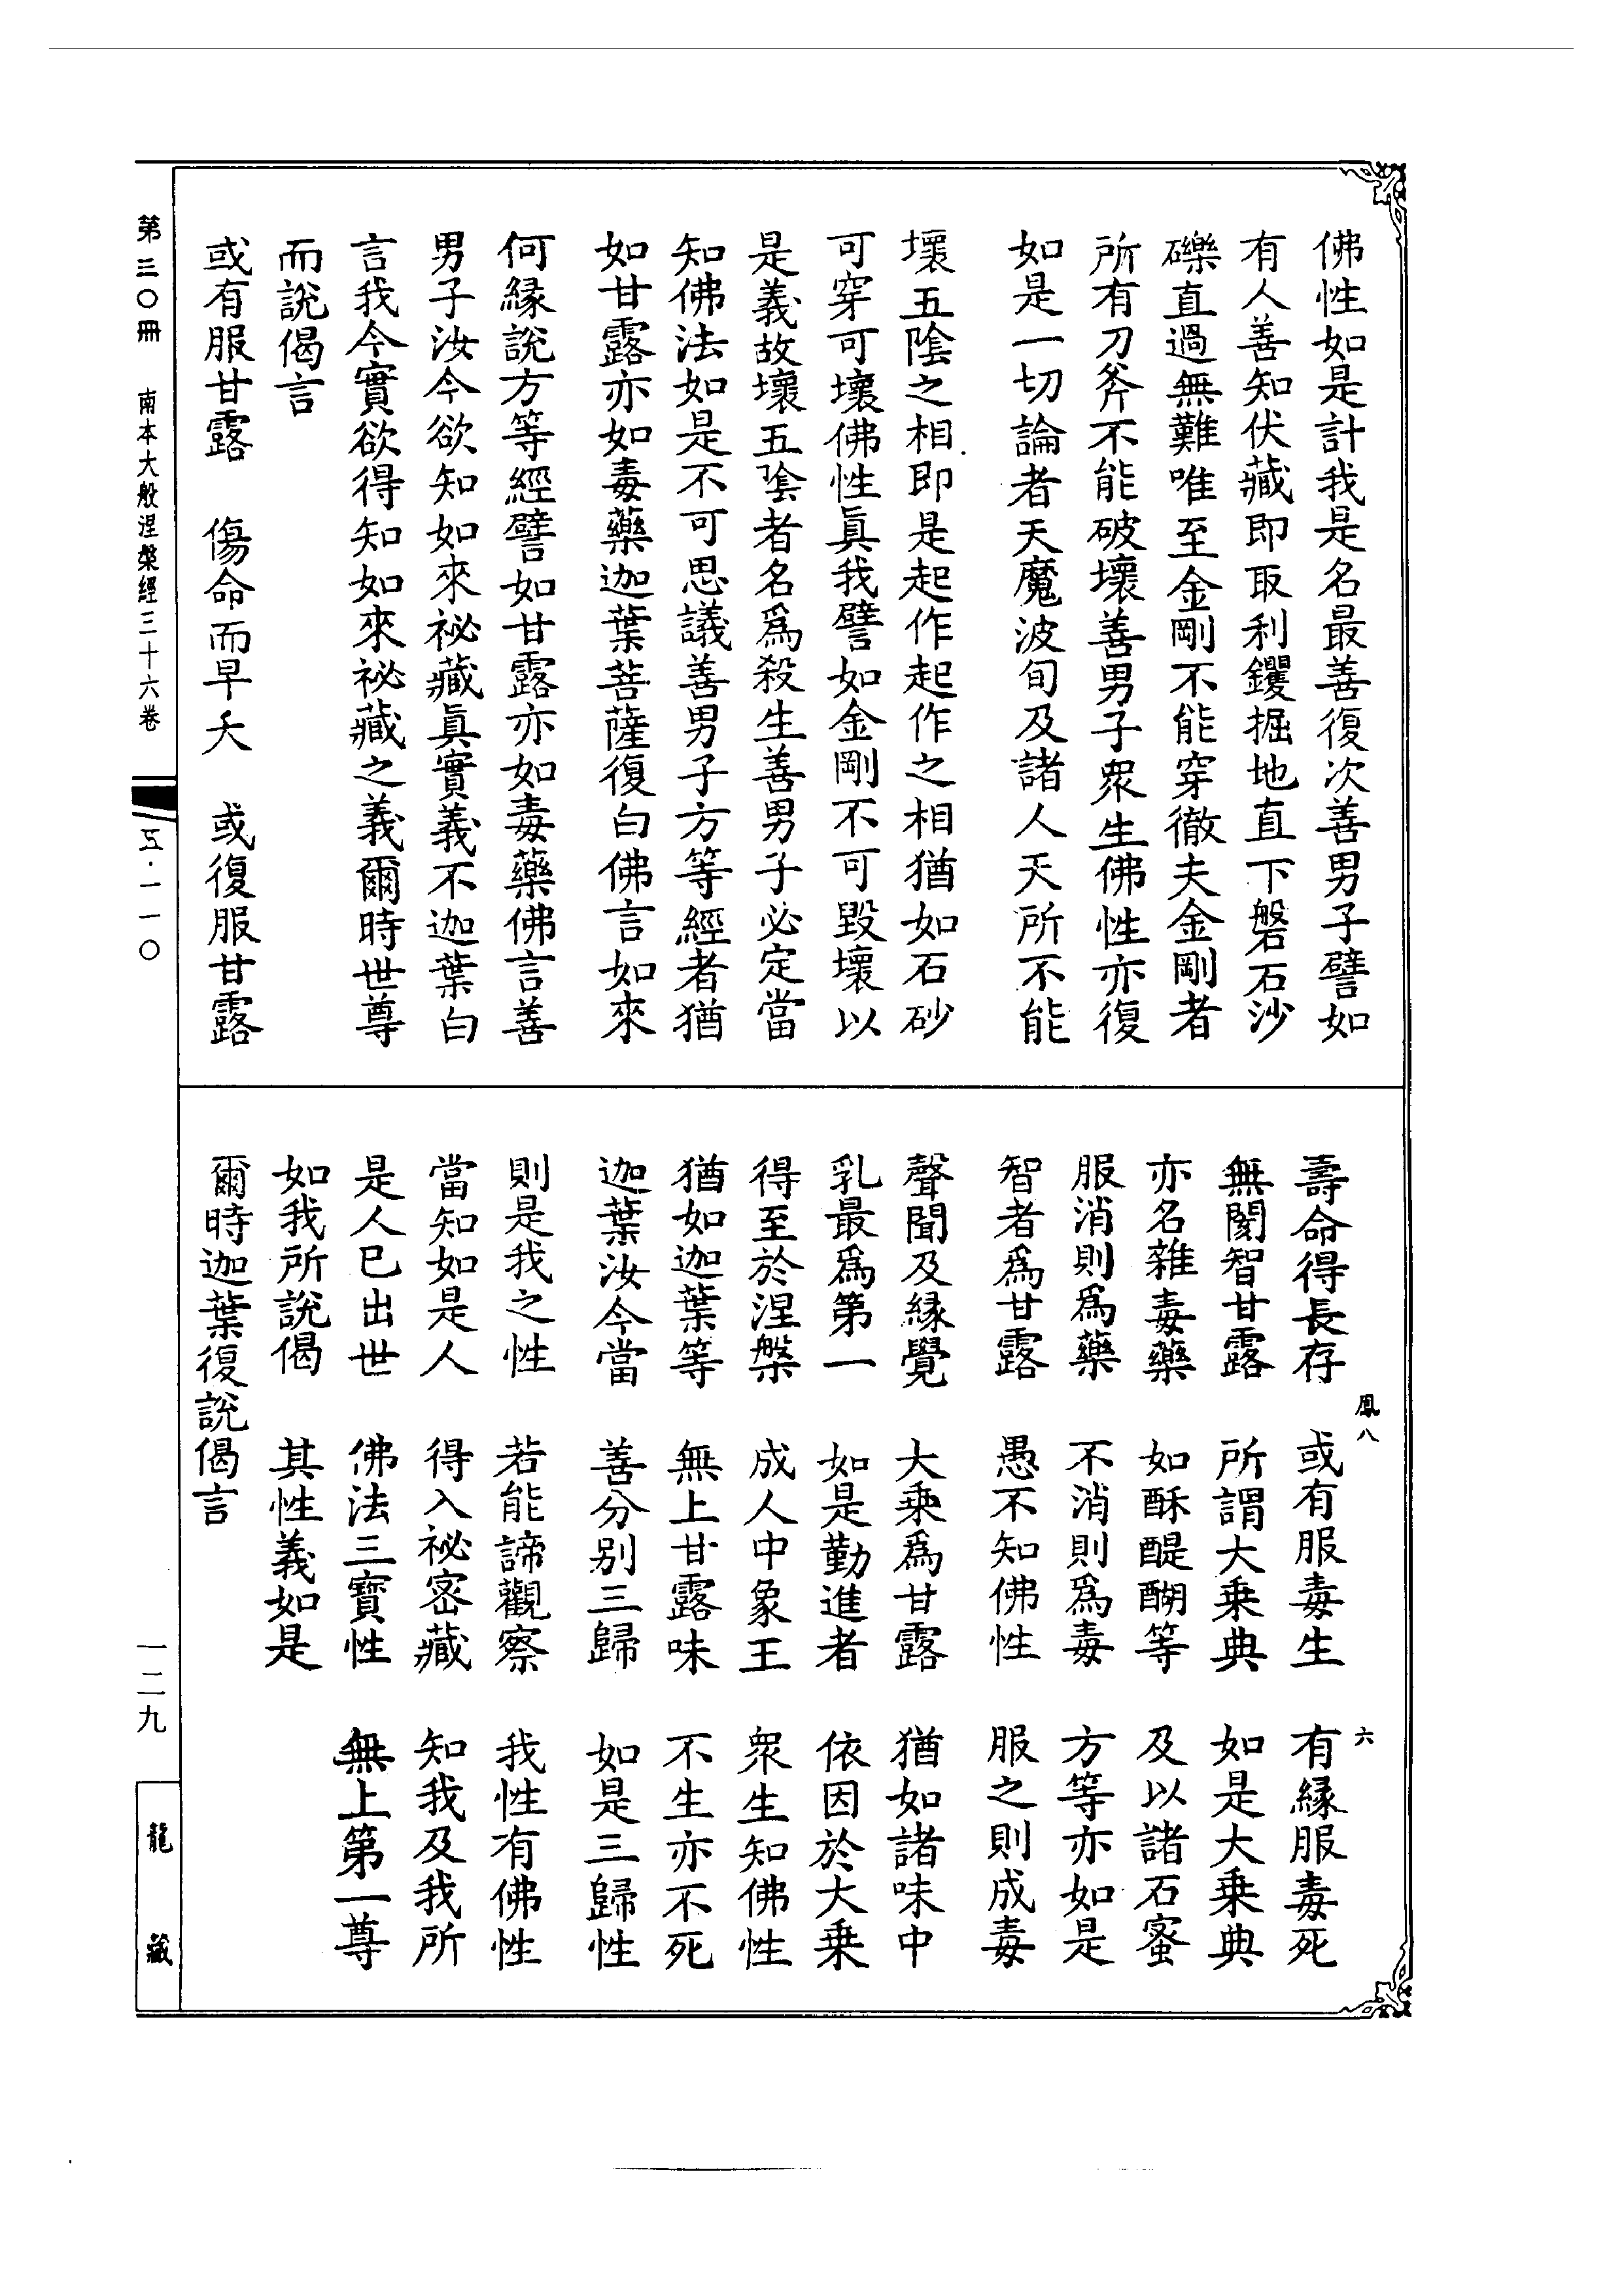 佛性如是計我是名最善復次善男子譬如
有人善知伏藏即取利钁掘地直下磐石沙
礫直過無難唯至金剛不能穿徹夫金剛者
所有刀斧不能破壞善男子衆生佛性亦復
如是一切論者天魔波旬及諸人天所不能
壞五陰之相即是起作起作之相猶如石砂
可穿可壞佛性眞我譬如金剛不可毀壞以
是義故壞五陰者名爲殺生善男子必定當
知佛法如是不可思議善男子方等經者猶
如甘露亦如毒藥迦葉菩薩復白佛言如來
何緣說方等經譬如甘露亦如毒藥佛言善
男子汝今欲知如來祕藏眞實義不迦葉白
言我今實欲得知如來祕藏之義爾時世尊
而說偈言
或有服甘露　傷命而早夭　或復服甘露
壽命得長存　或有服毒生　有緣服毒死
無閡智甘露　所謂大乘典　如是大乘典
亦名雜毒藥　如酥醍醐等　及以諸石蜜
服消則爲藥　不消則爲毒　方等亦如是
智者爲甘露　愚不知佛性　服之則成毒
聲聞及緣覺　大乘爲甘露　猶如諸味中
乳最爲第一　如是勤進者　依因於大乘
得至於涅槃　成人中象王　衆生知佛性
猶如迦葉等　無上甘露味　不生亦不死
迦葉汝今當　善分别三歸　如是三歸性
則是我之性　若能諦觀察　我性有佛性
當知如是人　得入祕密藏　知我及我所
是人已出世　佛法三寶性　無上第一尊
如我所說偈　其性義如是
爾時迦葉復說偈言
鳳八　六
第三〇冊　南本大般涅槃經三十六卷
五·一一〇
一二九
龍藏